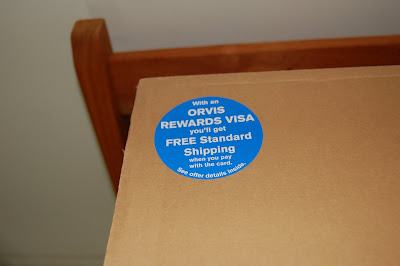 With an
ORVIS
REWARDS VISA
you'll get
FREE Standard
Shipping
when you pay
with the card.
See offer details inside.